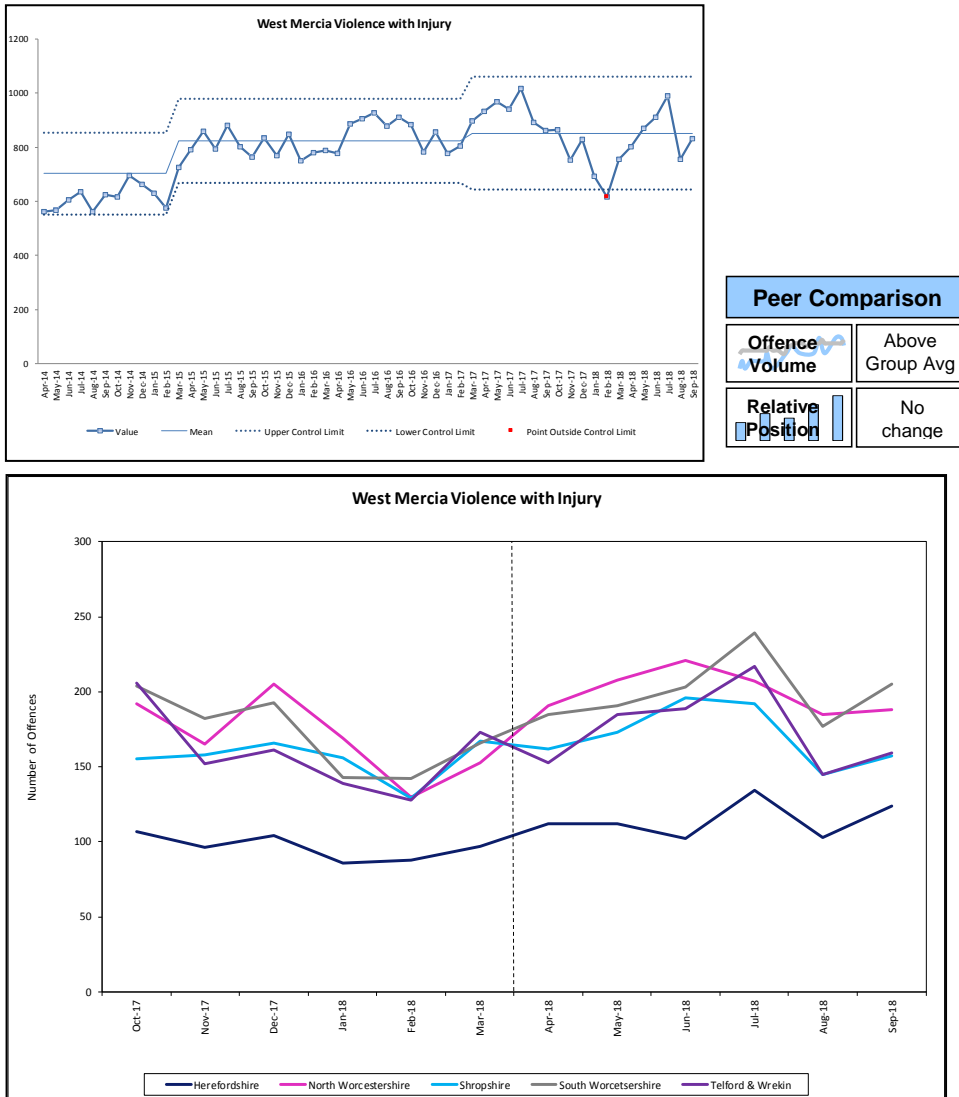 West Mercia Violence with Injury
1200
1000
800
600
400
200
0
Apr-14
May-14
Jun-14
Jul-14
Aug-14
Sep-14
Oct-14
Nov-14
Dec-14
Jan-15
Feb-15
Mar-15
Apr-15
May-15
Jun-15
Jul-15
Aug-15
Sep-15
Oct-15
Nov-15
Dec-15
Jan-16
Feb-16
Mar-16
Apr-16
May-16
Jun-16
Jul-16
Aug-16
Sep-16
Oct-16
Nov-16
Dec-16
Jan-17
Feb-17
Mar-17
Apr-17
May-17
Jun-17
Jul-17
Aug-17
Sep-17
Oct-17
Nov-17
Dec-17
Jan-18
Feb-18
Mar-18
Apr-18
May-18
Jun-18
Jul-18
Aug-18
Sep-18
Value Mean Upper Control Limit Lower Control Limit Point Outside Control Limit
Peer Comparison
Offence Volume
Above Group Avg
Relative Position
No change
West Mercia Violence with Injury
Number of Offences
300
250
200
150
100
50
0
Oct-17
Nov-17
Dec-17
Jan-18
Feb-18
Mar-18
Apr-18
May-18
Jun-18
Jul-18
Aug-18
Sep-18
Herefordshire North Worcestershire Shropshire South Worcetsershire Telford & Wrekin